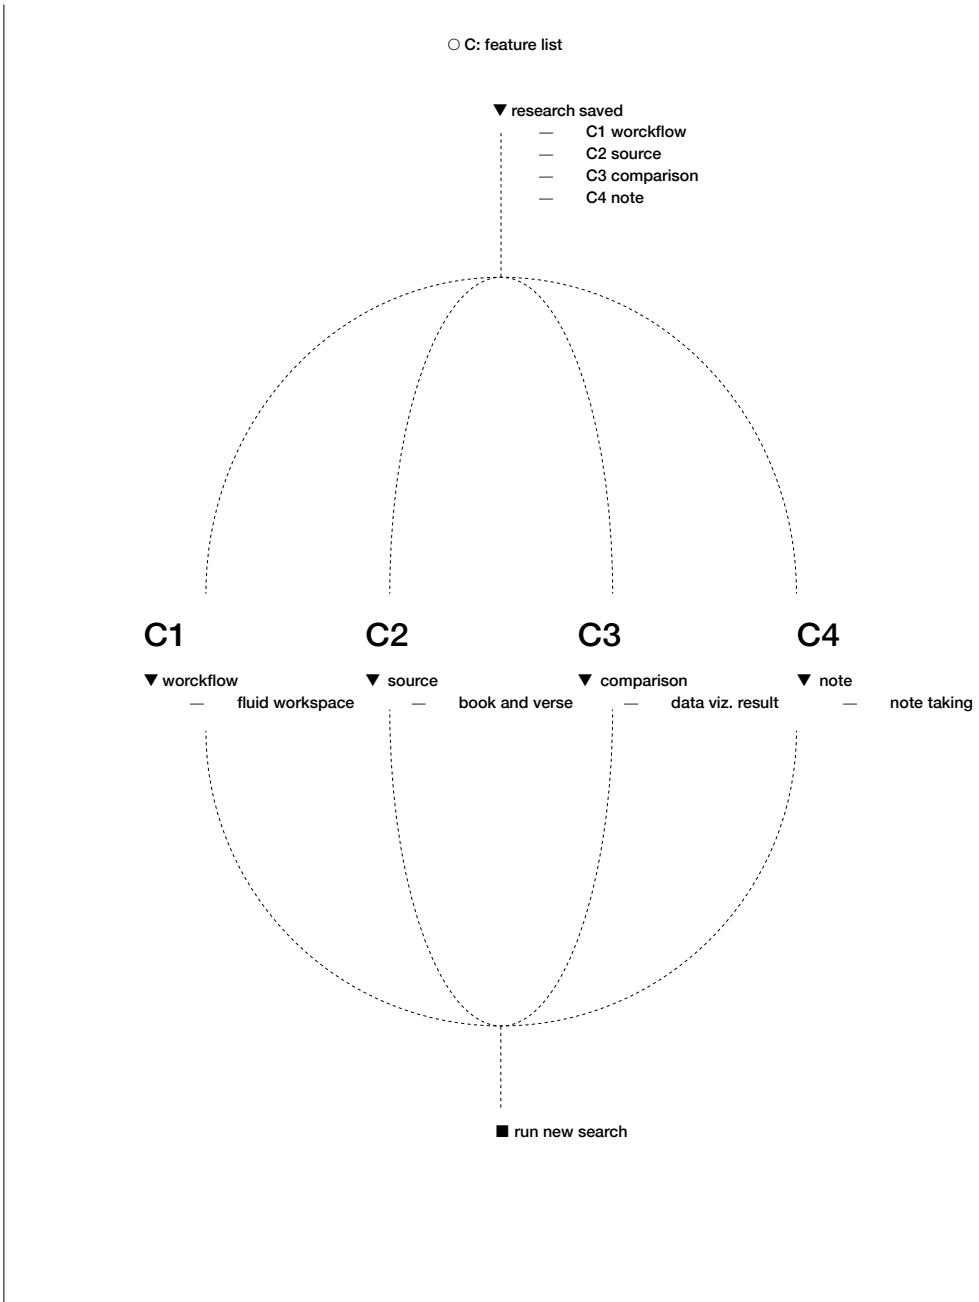 ○ C: feature list
▼ research saved
— C1 worckflow
— C2 source
— C3 comparison
— C4 note
C1 C2 C3 C4
▼ worckflow ▼ source ▼ comparison ▼ note
— fluid workspace — book and verse — data viz. result — note taking
■ run new search